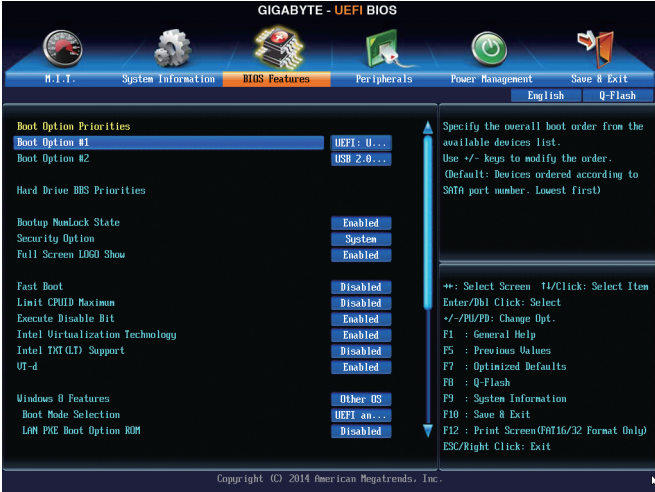 GIGABYTE - UEFI BIOS
M.I.T. System Information BIOS Features Peripherals Power Management Save & Exit
English Q-Flash
Boot Option Priorities
Boot Option #1 UEFI: U...
Boot Option #2 USB 2.0...
Hard Drive BBS Priorities
Bootup NumLock State Enabled
Security Option System
Full Screen LOGO Show Enabled
Fast Boot Disabled
Limit CPUID Maximum Disabled
Execute Disable Bit Enabled
Intel Virtualization Technology Enabled
Intel TXT(LT) Support Disabled
VT-d Enabled
Windows 8 Features Other OS
Boot Mode Selection UEFI an...
LAN PXE Boot Option ROM Disabled
Specify the overall boot order from the
available devices list.
Use +/- keys to modify the order.
(Default: Devices ordered according to
SATA port number. Lowest first)
→←: Select Screen ↑↓/Click: Select Item
Enter/Dbl Click: Select
+/-/PU/PD: Change Opt.
F1 : General Help
F5 : Previous Values
F7 : Optimized Defaults
F8 : Q-Flash
F9 : System Information
F10 : Save & Exit
F12 : Print Screen(FAT16/32 Format Only)
ESC/Right Click: Exit
Copyright (C) 2014 American Megatrends, Inc.